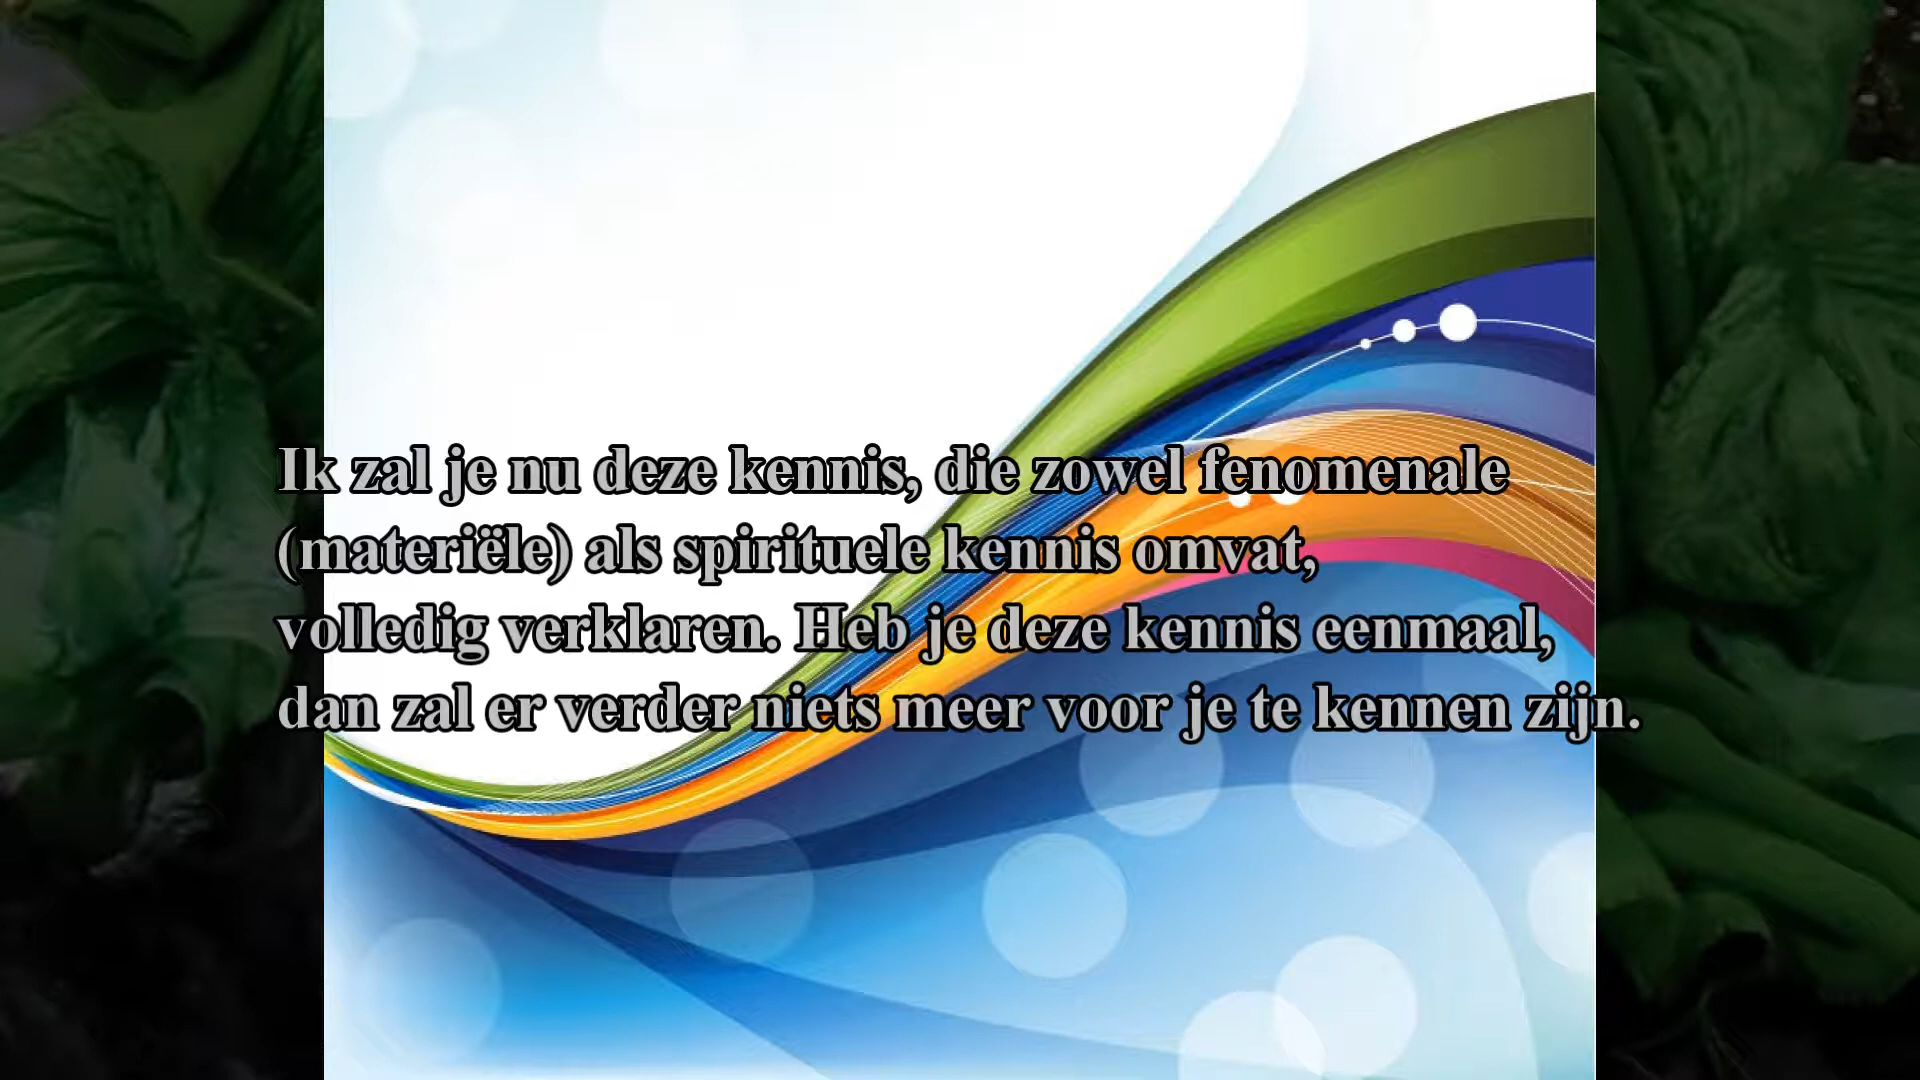 Ik zal je nu deze kennis, die zowel fenomenale
(materiële) als spirituele kennis omvat,
volledig verklaren. Heb je deze kennis eenmaal,
dan zal er verder niets meer voor je te kennen zijn.